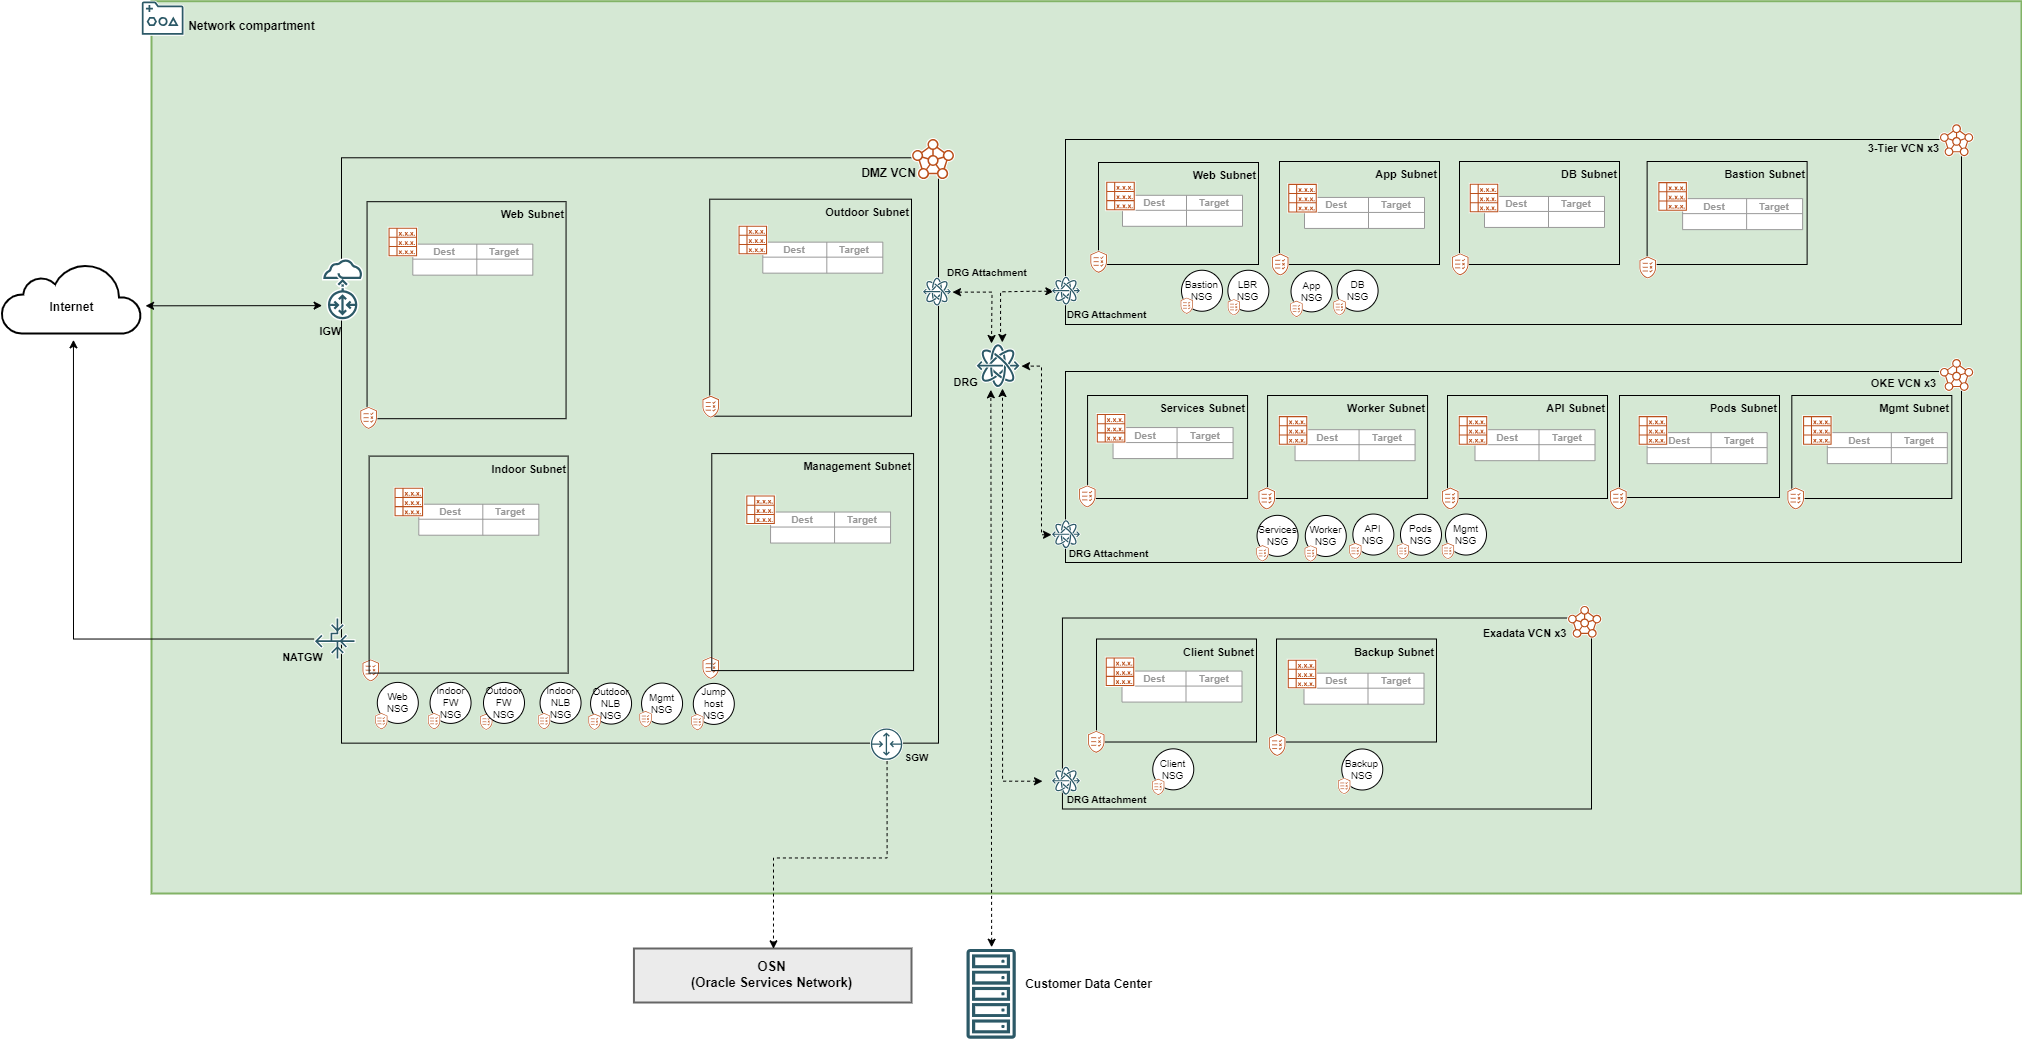 Network compartment
Internet
IGW
NATGW
DMZ VCN
Web Subnet
x.x.x.
x.x.x.
x.x.x.
Dest Target
Outdoor Subnet
x.x.x.
x.x.x.
x.x.x.
Dest Target
Indoor Subnet
x.x.x.
x.x.x.
x.x.x.
Dest Target
Management Subnet
x.x.x.
x.x.x.
x.x.x.
Dest Target
Web
NSG
Indoor
FW
NSG
Outdoor
FW
NSG
Indoor
NLB
NSG
Outdoor
NLB
NSG
Mgmt
NSG
Jump
host
NSG
SGW
DRG Attachment
DRG
3-Tier VCN x3
Web Subnet
x.x.x.
x.x.x.
x.x.x.
Dest Target
App Subnet
x.x.x.
x.x.x.
x.x.x.
Dest Target
DB Subnet
x.x.x.
x.x.x.
x.x.x.
Dest Target
Bastion Subnet
x.x.x.
x.x.x.
x.x.x.
Dest Target
Bastion
NSG
LBR
NSG
App
NSG
DB
NSG
DRG Attachment
OKE VCN x3
Services Subnet
x.x.x.
x.x.x.
x.x.x.
Dest Target
Worker Subnet
x.x.x.
x.x.x.
x.x.x.
Dest Target
API Subnet
x.x.x.
x.x.x.
x.x.x.
Dest Target
Pods Subnet
x.x.x.
x.x.x.
x.x.x.
Dest Target
Mgmt Subnet
x.x.x.
x.x.x.
x.x.x.
Dest Target
Services
NSG
Worker
NSG
API
NSG
Pods
NSG
Mgmt
NSG
DRG Attachment
Exadata VCN x3
Client Subnet
x.x.x.
x.x.x.
x.x.x.
Dest Target
Backup Subnet
x.x.x.
x.x.x.
x.x.x.
Dest Target
Client
NSG
Backup
NSG
DRG Attachment
OSN
(Oracle Services Network)
Customer Data Center